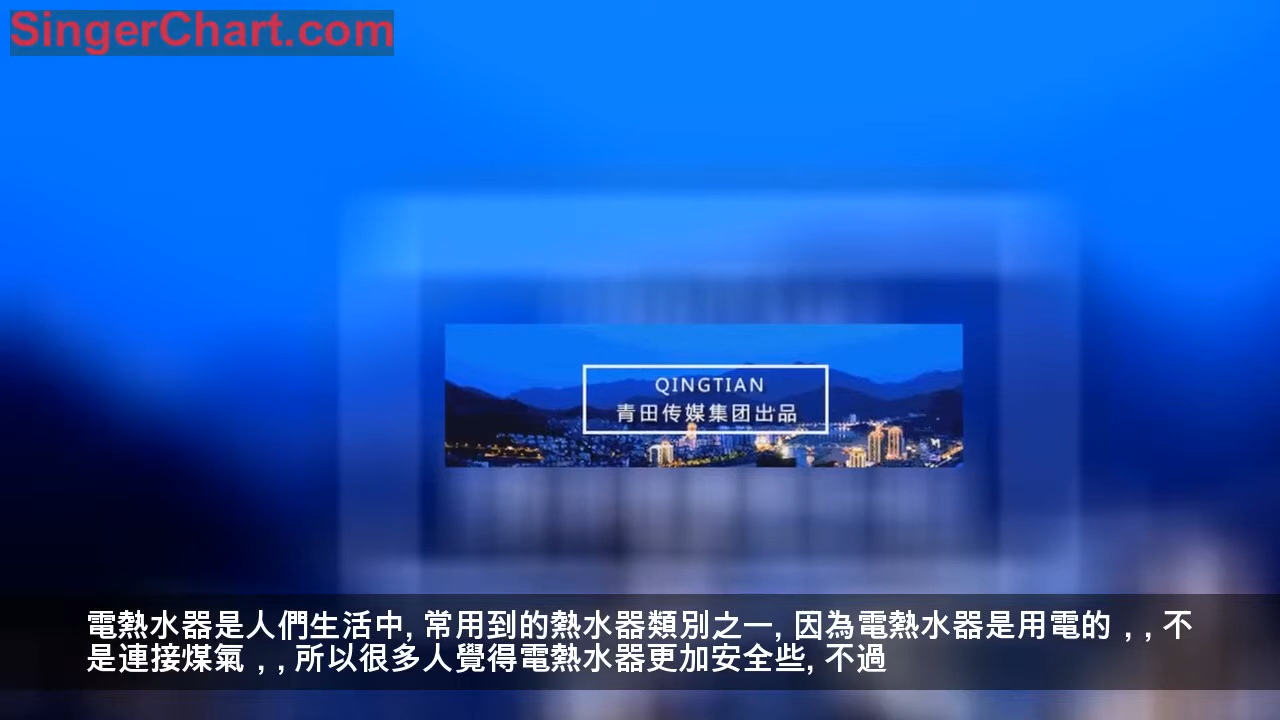 SingerChart.com
QINGTIAN
青田传媒集团出品
電熱水器是人們生活中, 常用到的熱水器類別之一, 因為電熱水器是用電的 , , 不
是連接煤氣 , , 所以很多人覺得電熱水器更加安全些, 不過